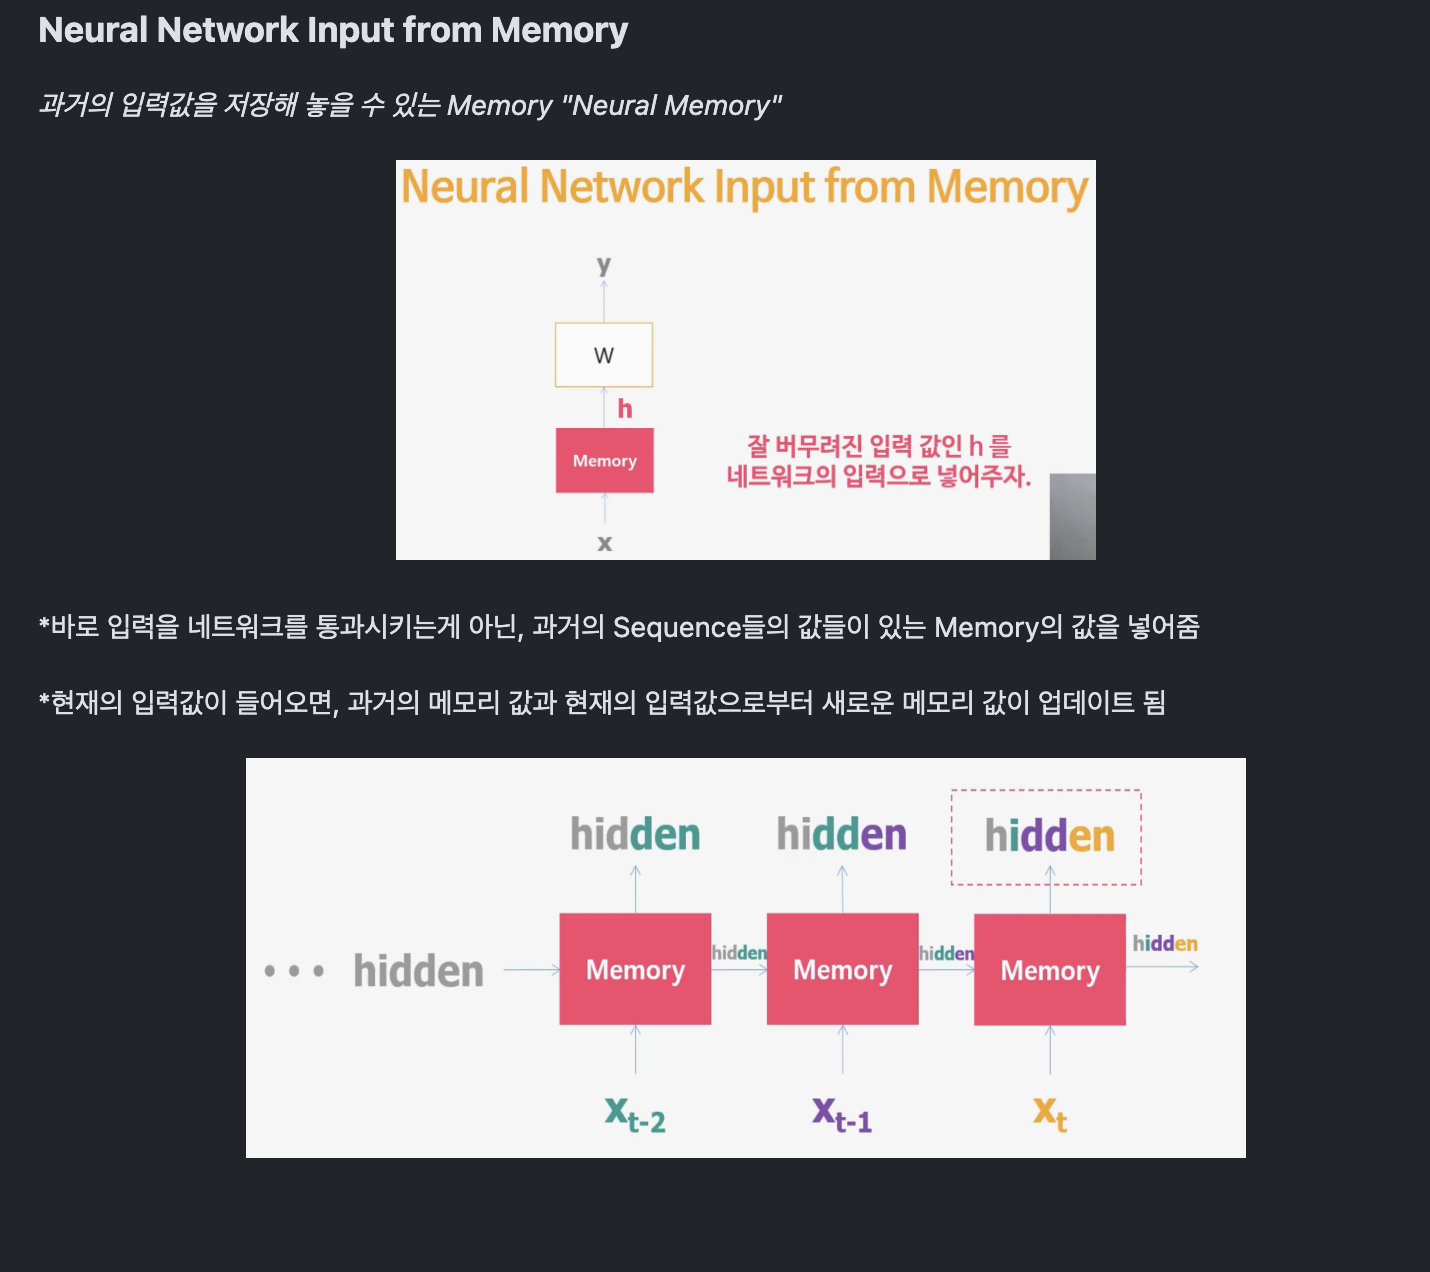 Neural Network Input from Memory
과거의 입력값을 저장해 놓을 수 있는 Memory "Neural Memory"
Neural Network Input from Memory
y
W
h
Memory
잘 버무려진 입력 값인 h 를
네트워크의 입력으로 넣어주자.
x
*바로 입력을 네트워크를 통과시키는게 아닌, 과거의 Sequence들의 값들이 있는 Memory의 값을 넣어줌
*현재의 입력값이 들어오면, 과거의 메모리 값과 현재의 입력값으로부터 새로운 메모리 값이 업데이트 됨
hidden hidden hidden
• • • hidden Memory hidden Memory hidden Memory hidden
xt-2 xt-1 xt